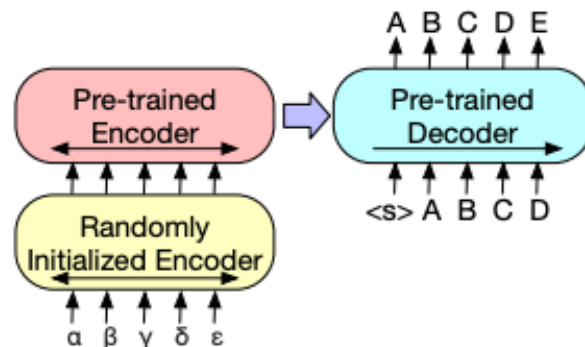 A B C D E
Pre-trained
Encoder
Pre-trained
Decoder
<s> A B C D
Randomly
Initialized Encoder
α β γ δ ε